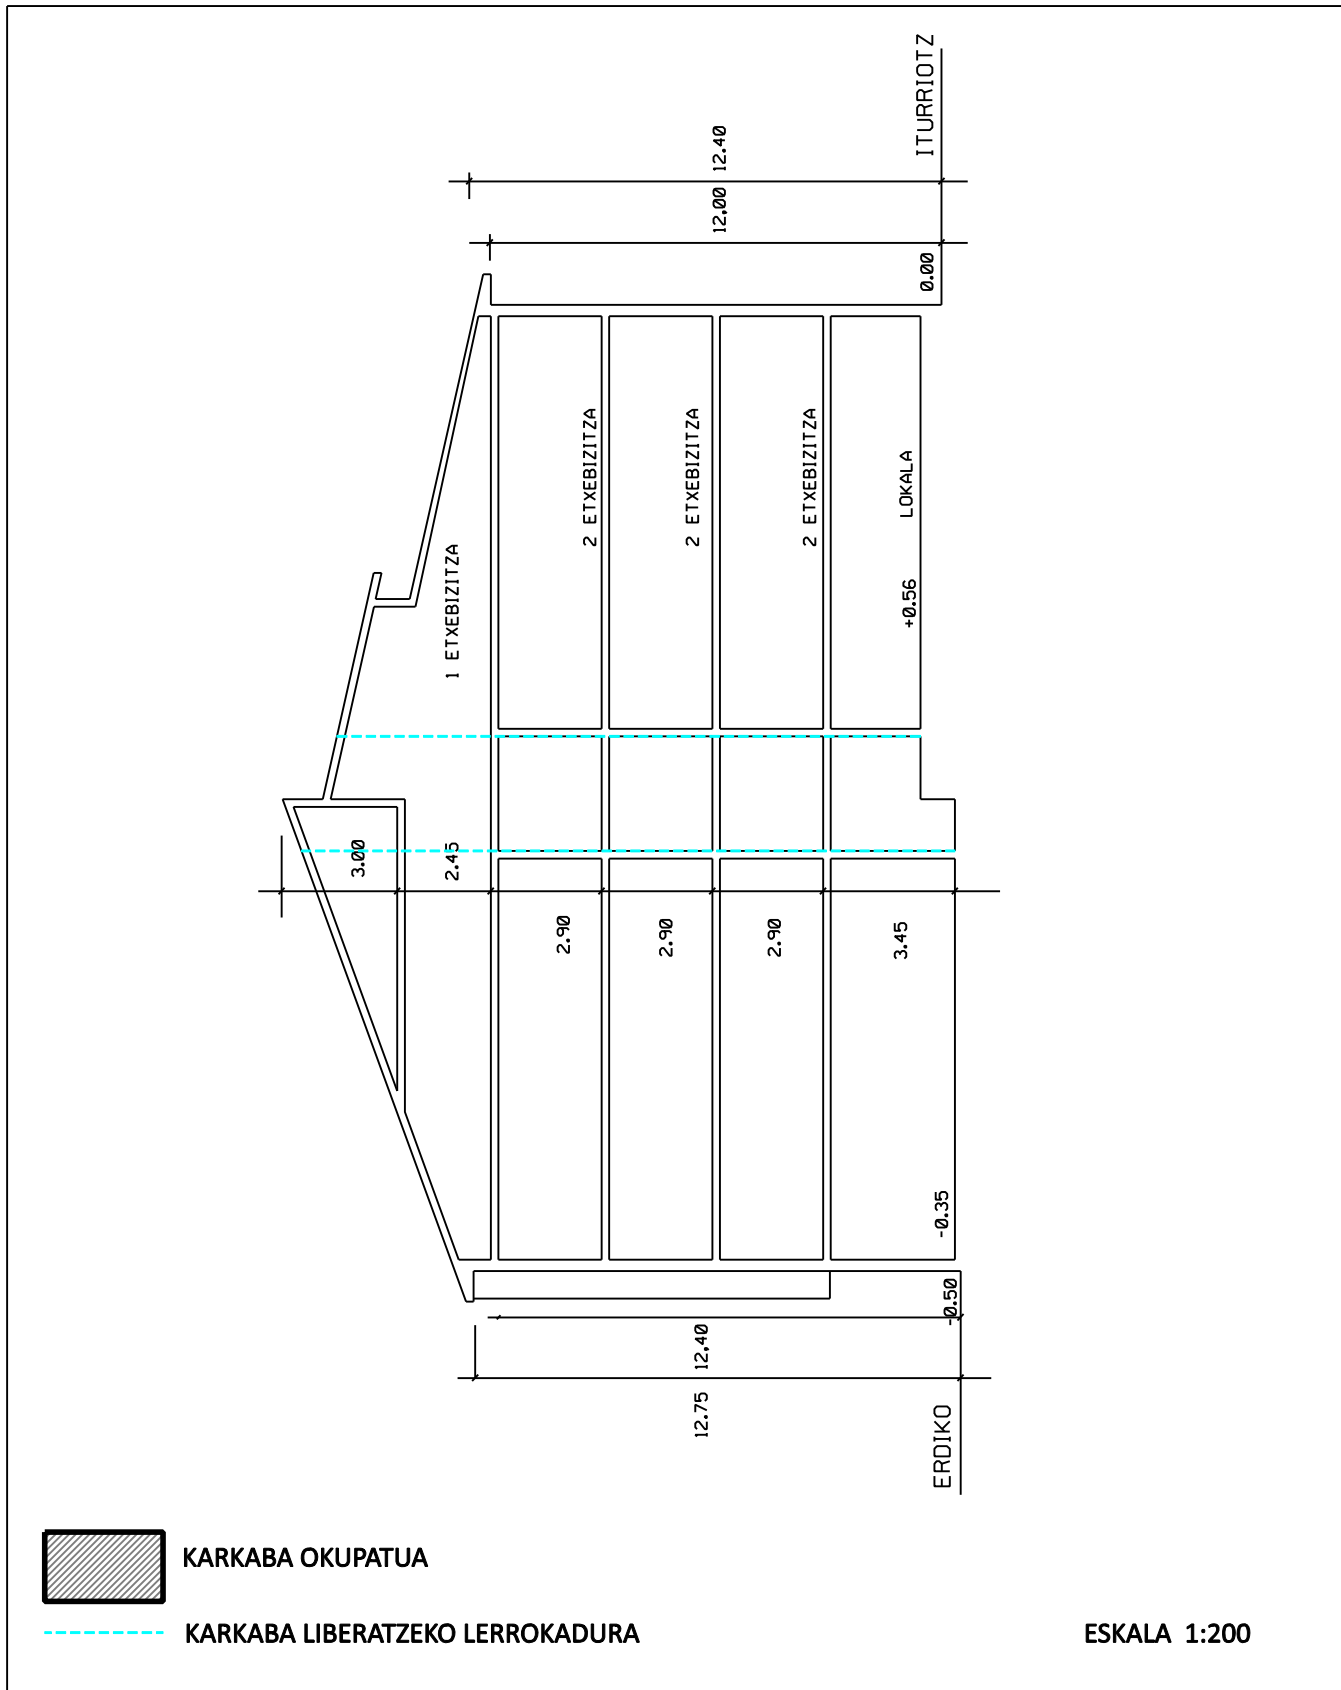 ITURRIOTZ
12.40
12.00
0.00
2 ETXEBIZITZA
2 ETXEBIZITZA
2 ETXEBIZITZA
LOKALA
1 ETXEBIZITZA
+0.56
3.00
2.45
2.90
2.90
2.90
3.45
-0.35
-0.50
12.40
12.75
ERDIKO
KARKABA OKUPATUA
KARKABA LIBERATZEKO LERROKADURA
ESKALA 1:200